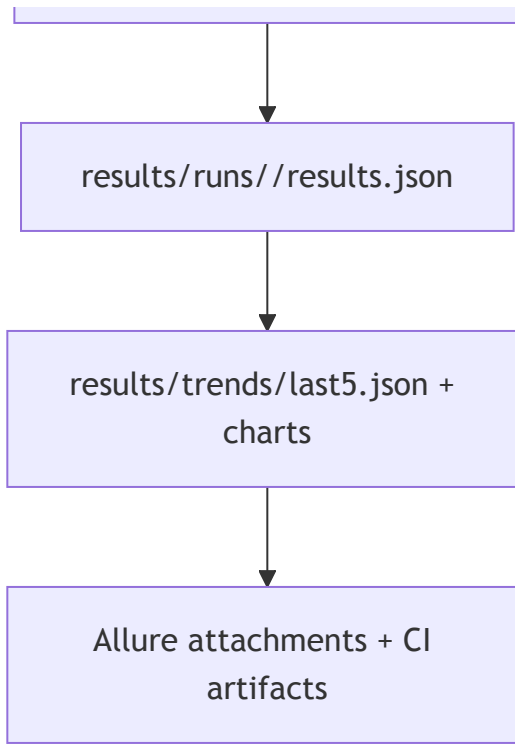 results/runs//results.json
results/trends/last5.json +
charts
Allure attachments + CI
artifacts